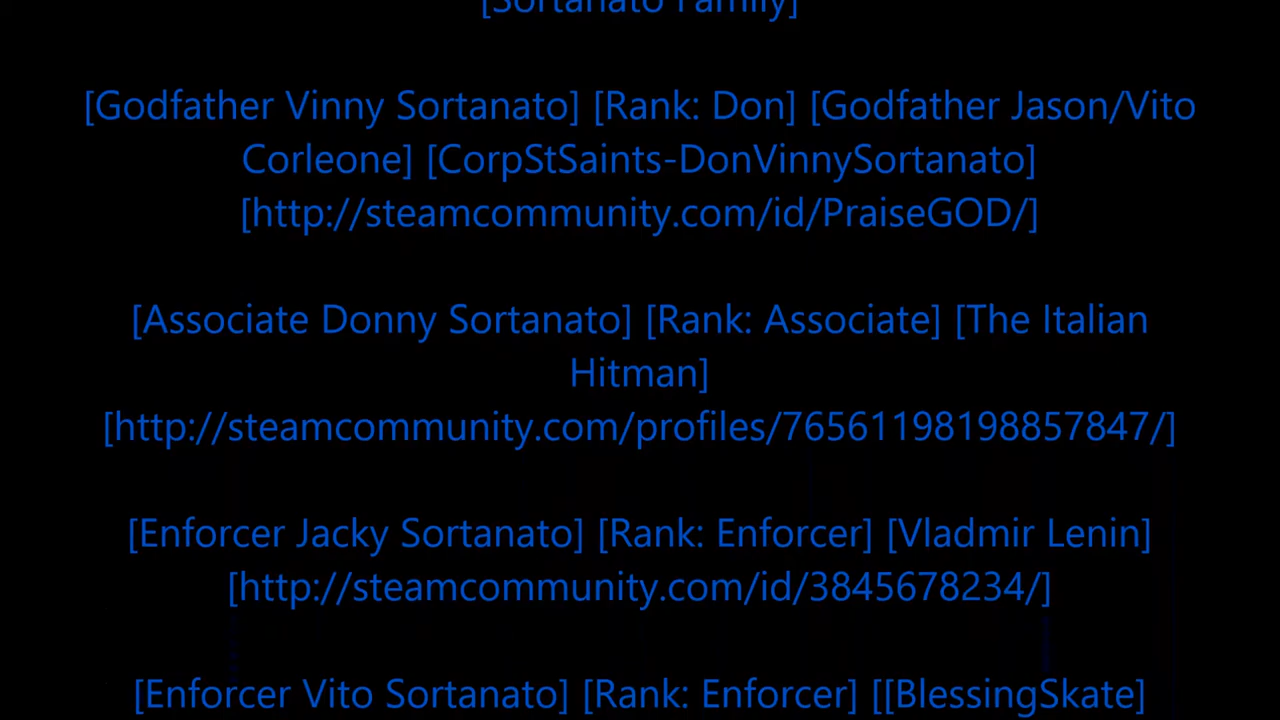 [Sortanato Family]
[Godfather Vinny Sortanato] [Rank: Don] [Godfather Jason/Vito
Corleone] [CorpStSaints-DonVinnySortanato]
[http://steamcommunity.com/id/PraiseGOD/]
[Associate Donny Sortanato] [Rank: Associate] [The Italian
Hitman]
[http://steamcommunity.com/profiles/76561198198857847/]
[Enforcer Jacky Sortanato] [Rank: Enforcer] [Vladmir Lenin]
[http://steamcommunity.com/id/3845678234/]
[Enforcer Vito Sortanato] [Rank: Enforcer] [[BlessingSkate]